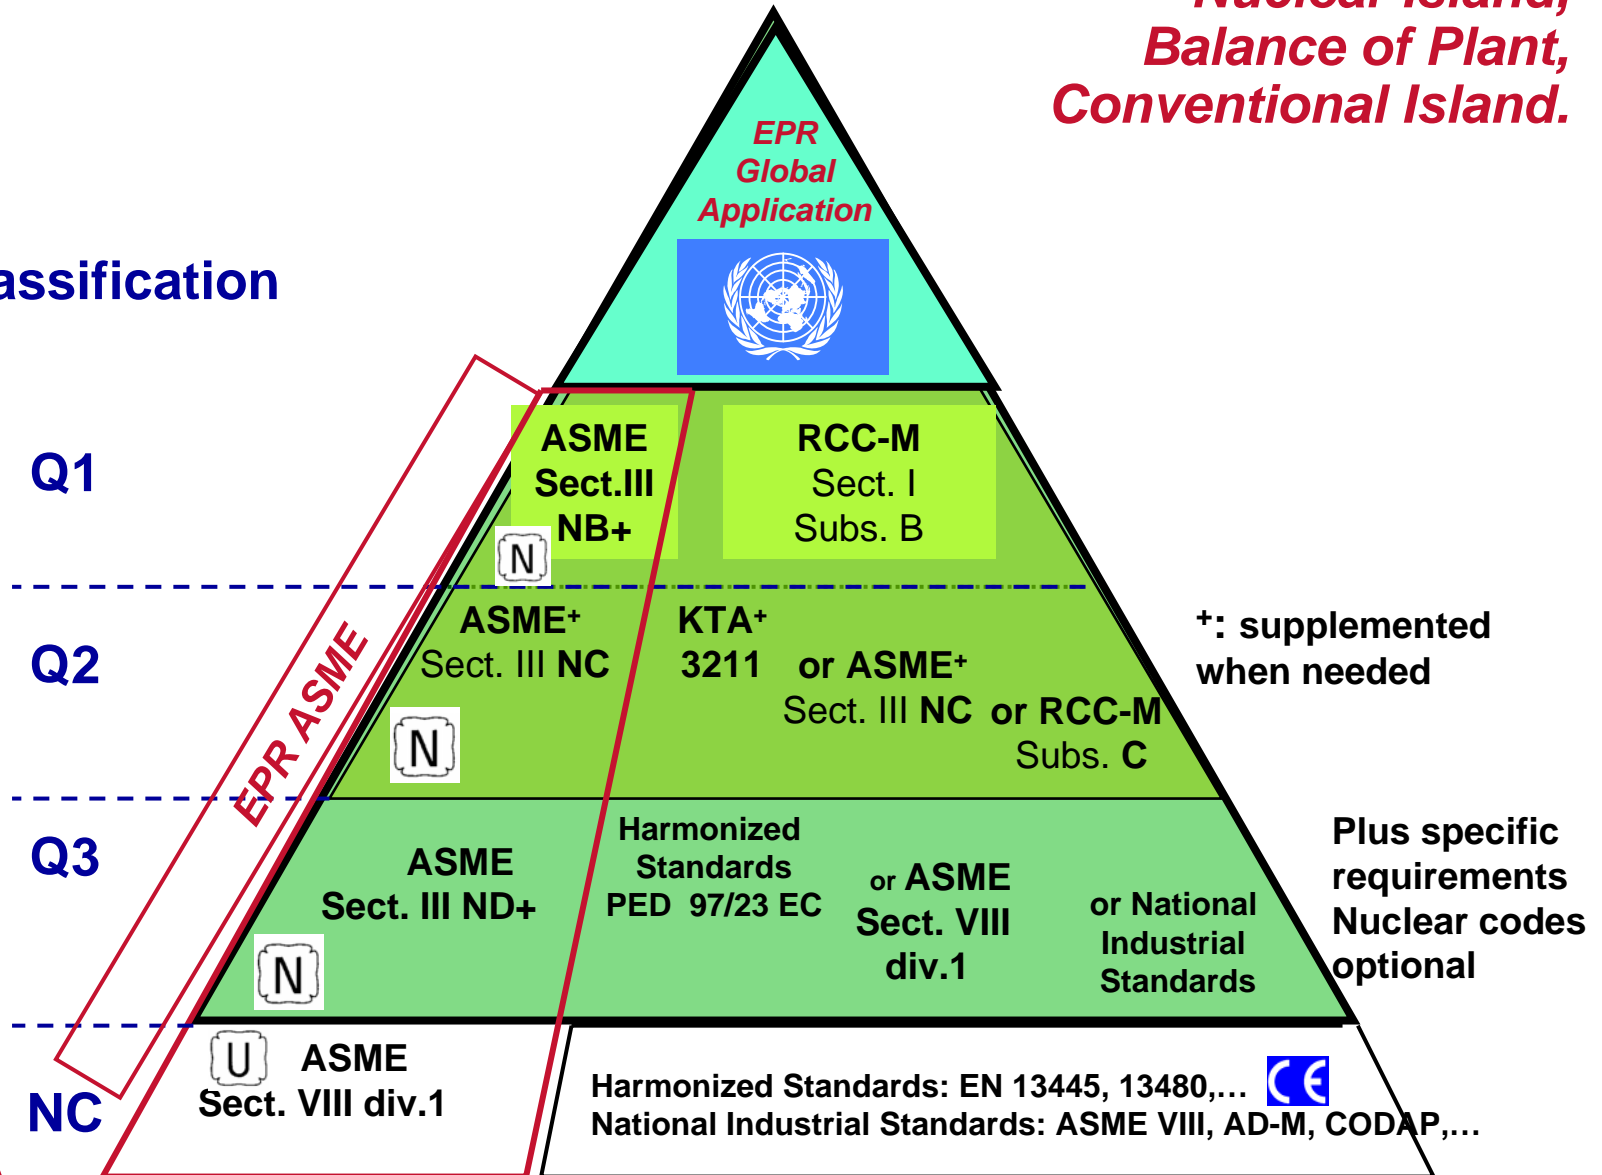 Nuclear Island,
Balance of Plant,
Conventional Island.
EPR
Global
Application
assification
Q1
ASME
Sect.III
NB+
N
RCC-M
Sect. I
Subs. B
Q2
ASME+
Sect. III NC
N
KTA+
3211
or ASME+
Sect. III NC
or RCC-M
Subs. C
+: supplemented
when needed
EPR ASME
Q3
ASME
Sect. III ND+
N
Harmonized
Standards
PED 97/23 EC
or ASME
Sect. VIII
div.1
or National
Industrial
Standards
Plus specific
requirements
Nuclear codes
optional
NC
U
ASME
Sect. VIII div.1
Harmonized Standards: EN 13445, 13480,… CE
National Industrial Standards: ASME VIII, AD-M, CODAP,…